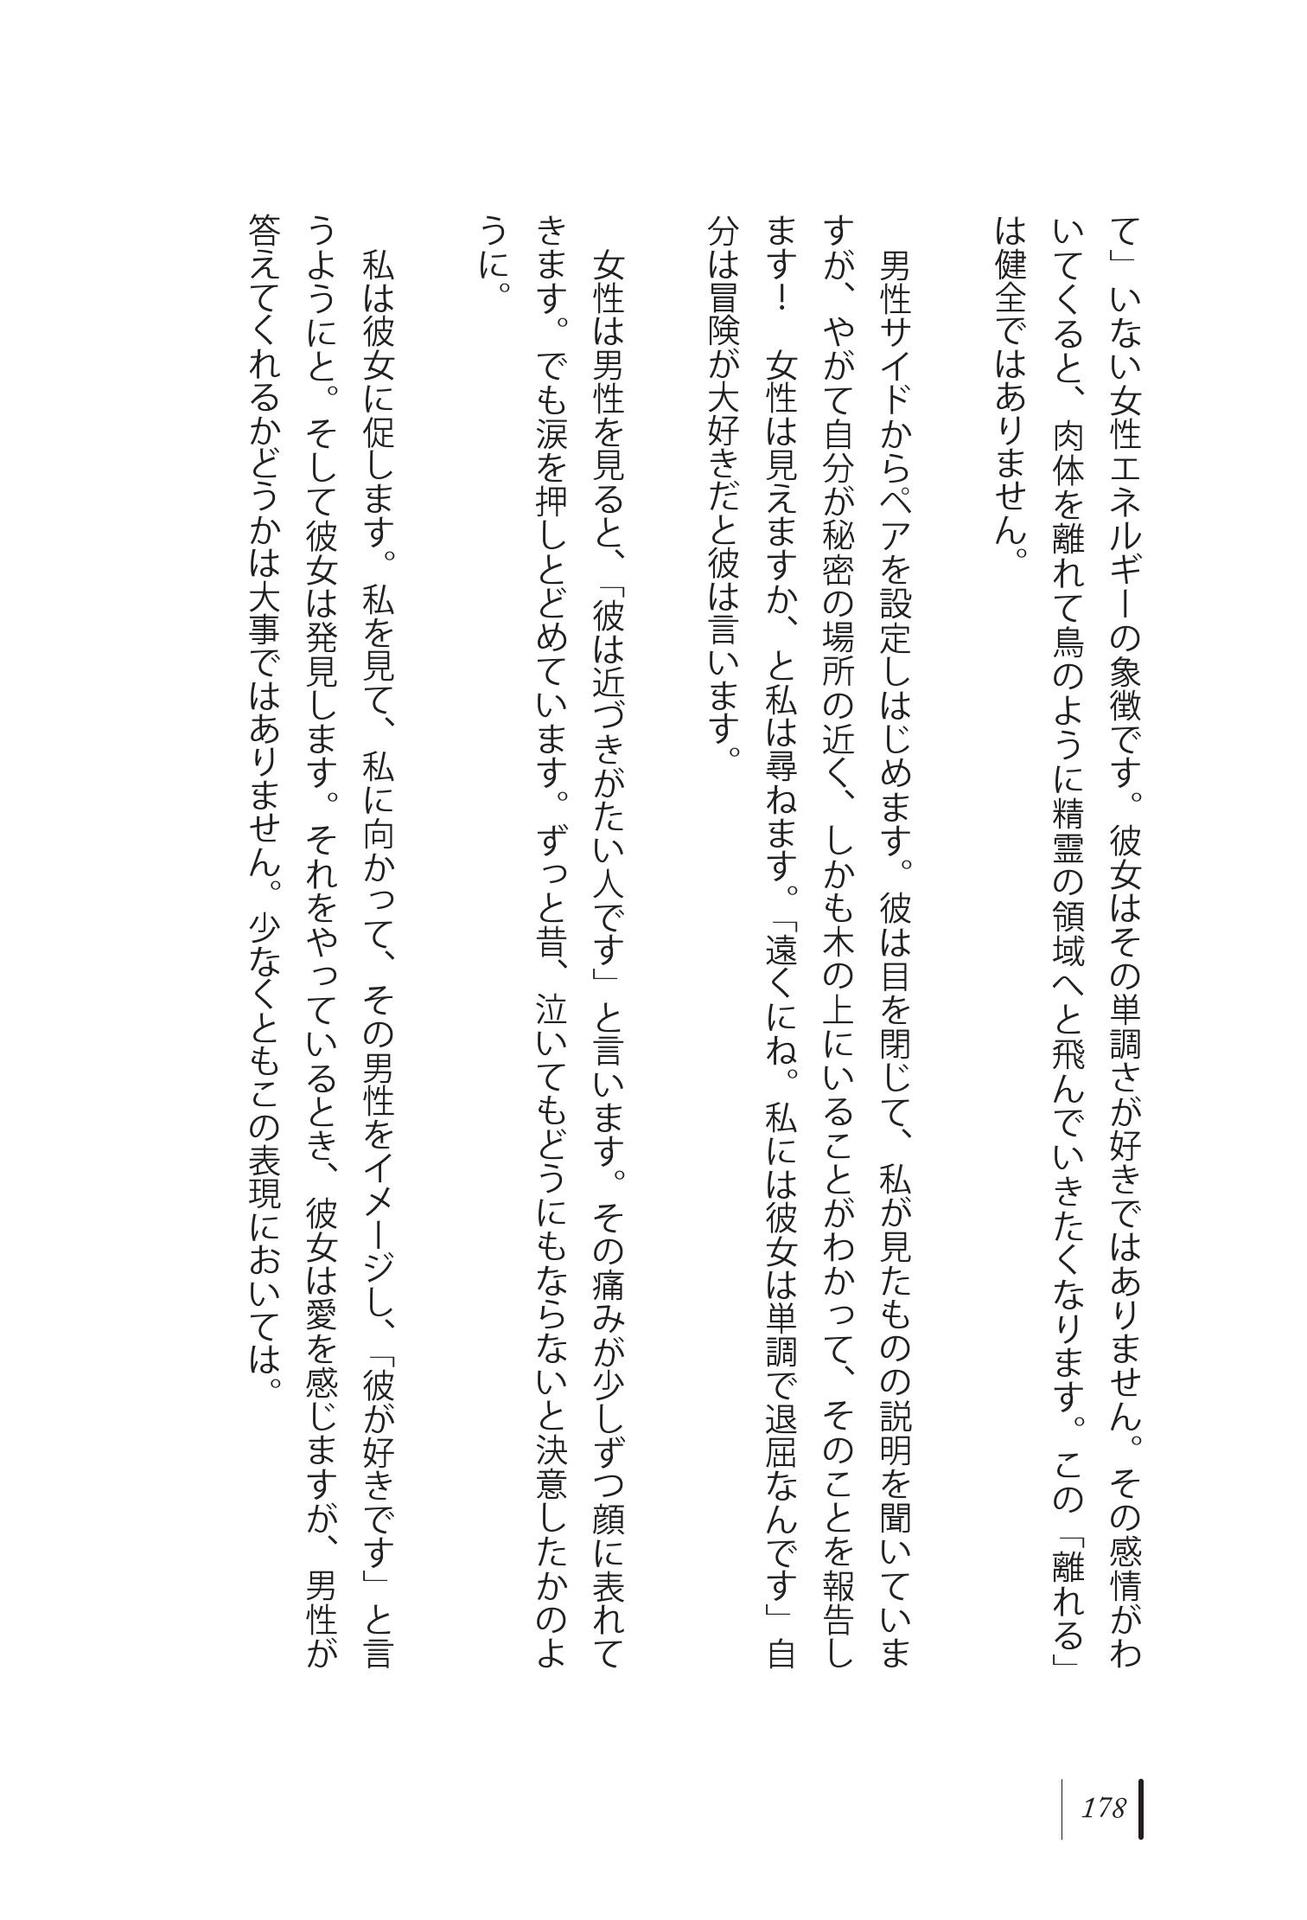 て」いない女性エネルギーの象徴です。彼女はその単調さが好きではありません。その感情がわ
いてくると、肉体を離れて鳥のように精霊の領域へと飛んでいきたくなります。この「離れる」
は健全ではありません。
　男性サイドからペアを設定しはじめます。彼は目を閉じて、私が見たものの説明を聞いていま
すが、やがて自分が秘密の場所の近く、しかも木の上にいることがわかって、そのことを報告し
ます！　女性は見えますか、と私は尋ねます。「遠くにね。私には彼女は単調で退屈なんです」自
分は冒険が大好きだと彼は言います。
　女性は男性を見ると、「彼は近づきがたい人です」と言います。その痛みが少しずつ顔に表れて
きます。でも涙を押しとどめています。ずっと昔、泣いてもどうにもならないと決意したかのよ
うに。
　私は彼女に促します。私を見て、私に向かって、その男性をイメージし、「彼が好きです」と言
うようにと。そして彼女は発見します。それをやっているとき、彼女は愛を感じますが、男性が
答えてくれるかどうかは大事ではありません。少なくともこの表現においては。
178